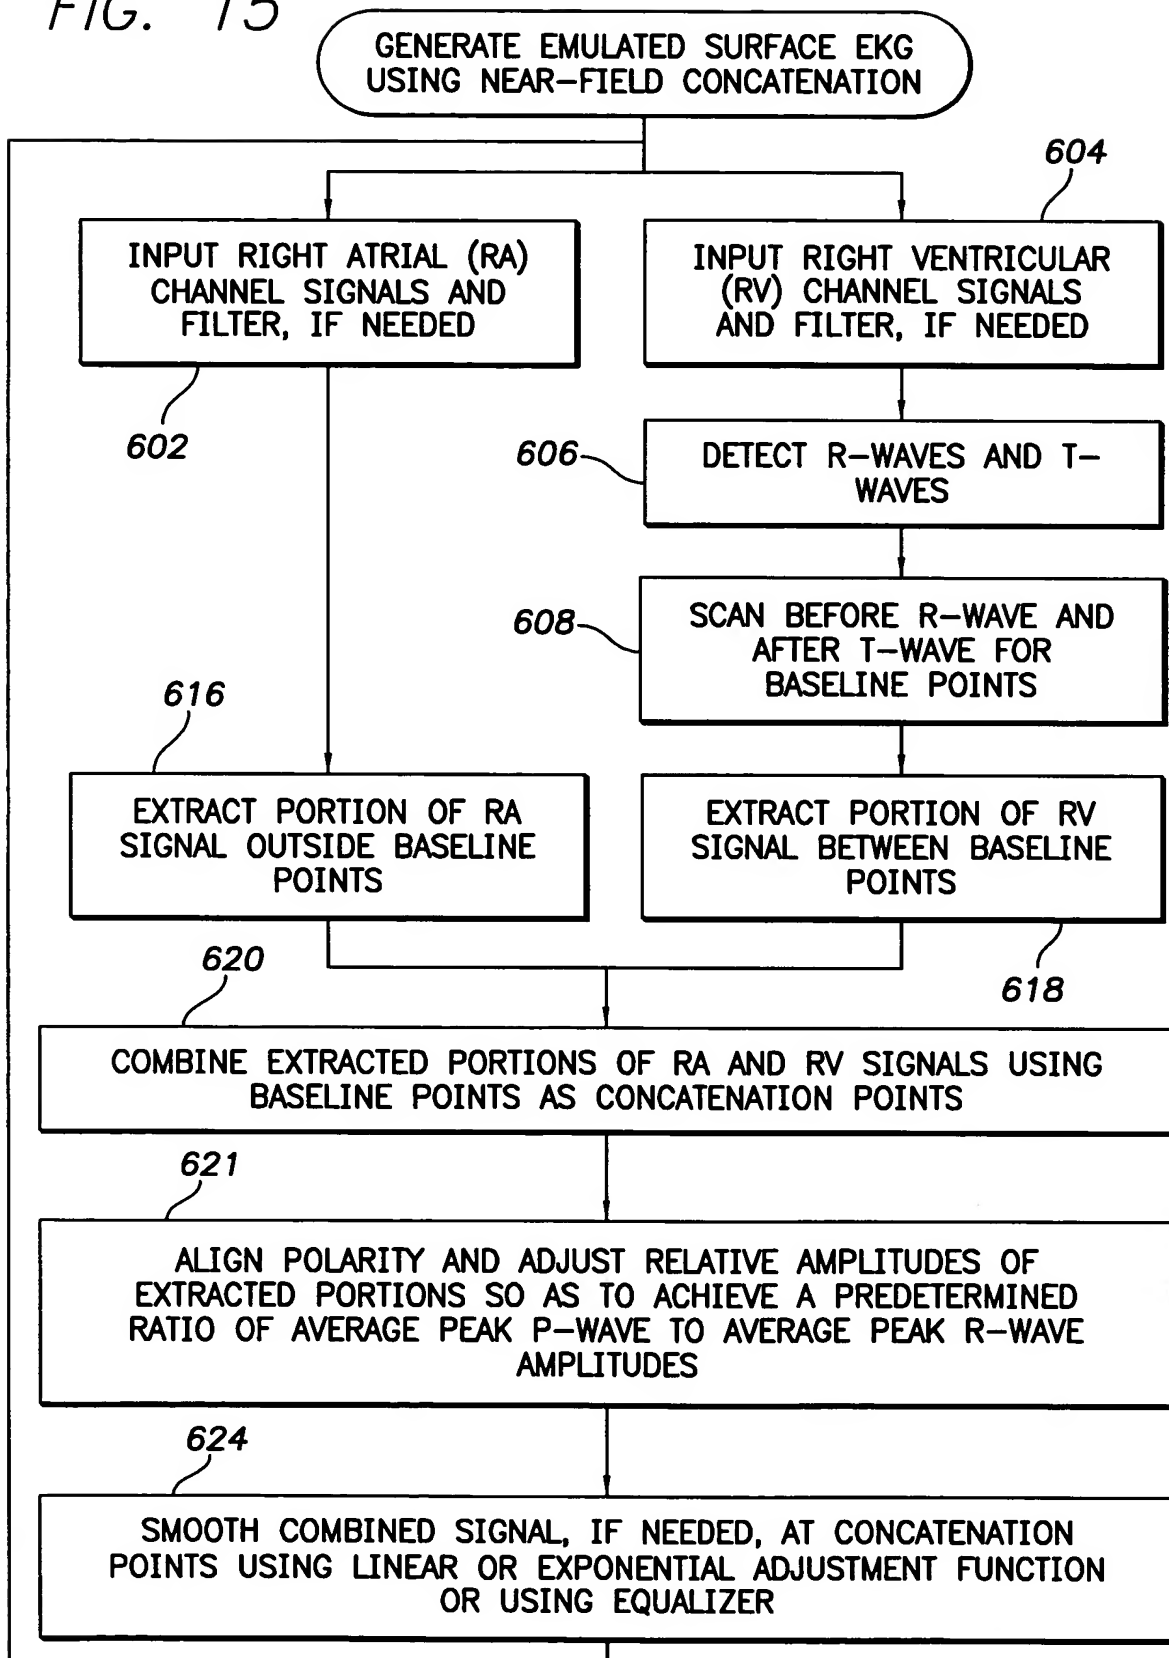 FIG. 15
GENERATE EMULATED SURFACE EKG
USING NEAR-FIELD CONCATENATION
604
INPUT RIGHT ATRIAL (RA)
CHANNEL SIGNALS AND
FILTER, IF NEEDED
INPUT RIGHT VENTRICULAR
(RV) CHANNEL SIGNALS
AND FILTER, IF NEEDED
602
606
DETECT R-WAVES AND T-
WAVES
608
SCAN BEFORE R-WAVE AND
AFTER T-WAVE FOR
BASELINE POINTS
616
EXTRACT PORTION OF RA
SIGNAL OUTSIDE BASELINE
POINTS
EXTRACT PORTION OF RV
SIGNAL BETWEEN BASELINE
POINTS
618
620
COMBINE EXTRACTED PORTIONS OF RA AND RV SIGNALS USING
BASELINE POINTS AS CONCATENATION POINTS
621
ALIGN POLARITY AND ADJUST RELATIVE AMPLITUDES OF
EXTRACTED PORTIONS SO AS TO ACHIEVE A PREDETERMINED
RATIO OF AVERAGE PEAK P-WAVE TO AVERAGE PEAK R-WAVE
AMPLITUDES
624
SMOOTH COMBINED SIGNAL, IF NEEDED, AT CONCATENATION
POINTS USING LINEAR OR EXPONENTIAL ADJUSTMENT FUNCTION
OR USING EQUALIZER